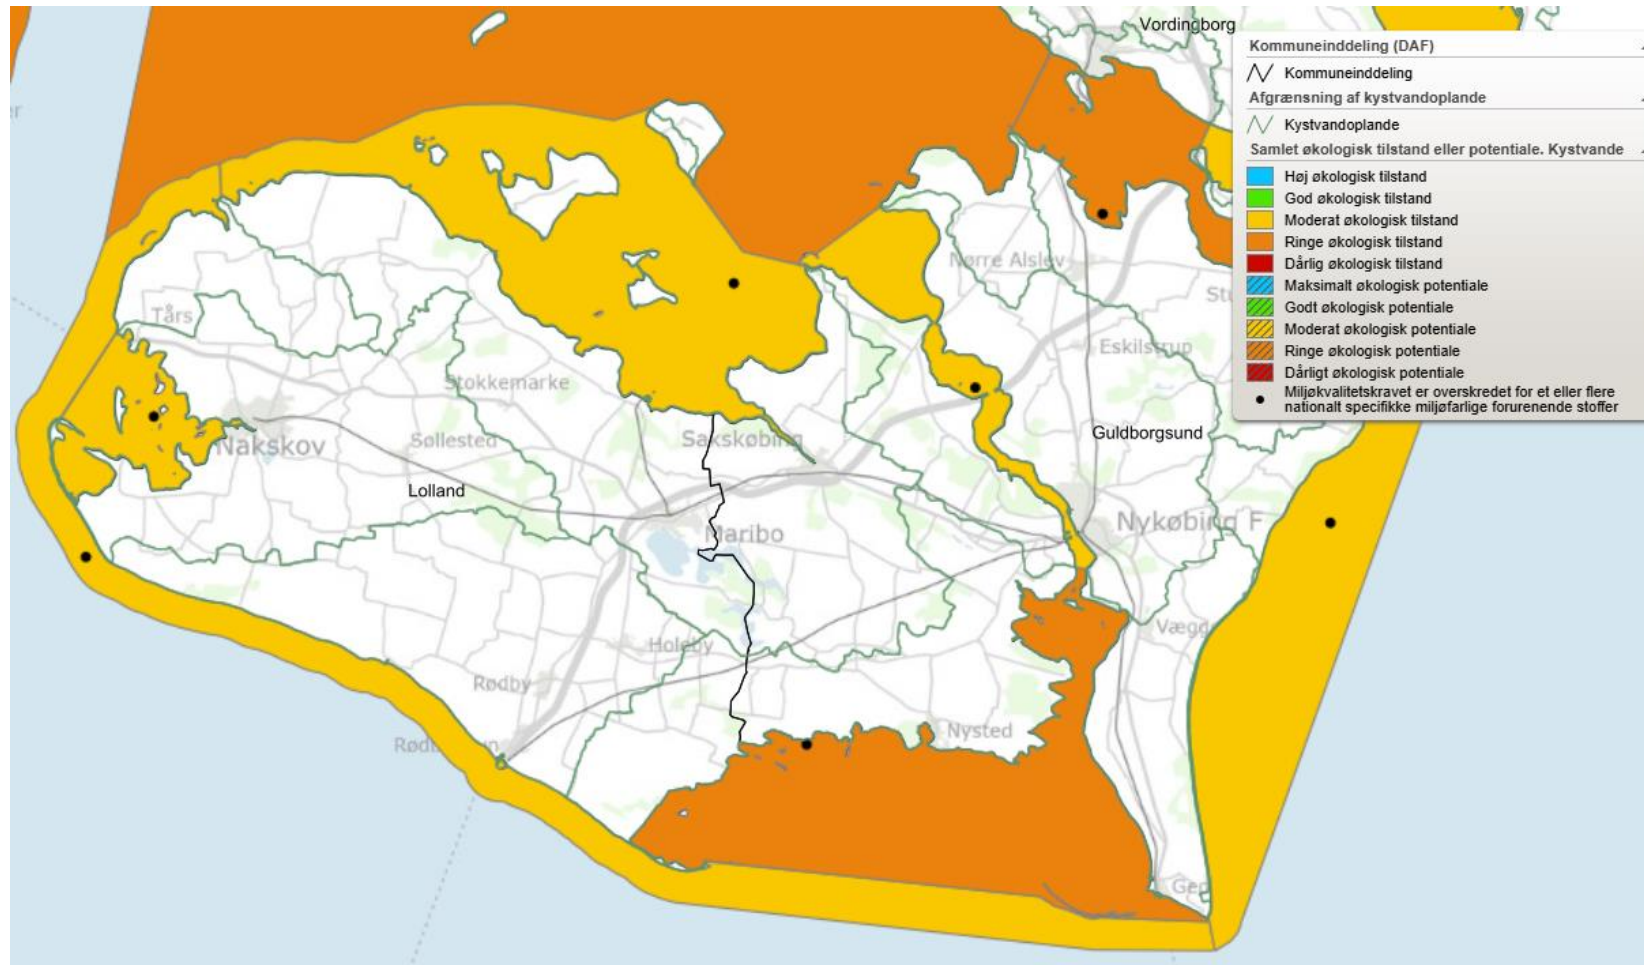 Vordingborg
Kommuneinddeling (DAF)
Kommuneinddeling
Afgrænsning af kystvandoplande
Kystvandoplande
Samlet økologisk tilstand eller potentiale. Kystvande
Høj økologisk tilstand
God økologisk tilstand
Moderat økologisk tilstand
Ringe økologisk tilstand
Dårlig økologisk tilstand
Maksimalt økologisk potentiale
Godt økologisk potentiale
Moderat økologisk potentiale
Ringe økologisk potentiale
Dårligt økologisk potentiale
Miljøkvalitetskravet er overskredet for et eller flere
nationalt specifikke miljøfarlige forurenende stoffer
Nørre Alslev
Tårs
Eskilstrup
Stokkemarke
Guldborgsund
Nakskov
Søllested
Sakskøbing
Lolland
Nykøbing F
Maribo
Holeby
Rødby
Nysted